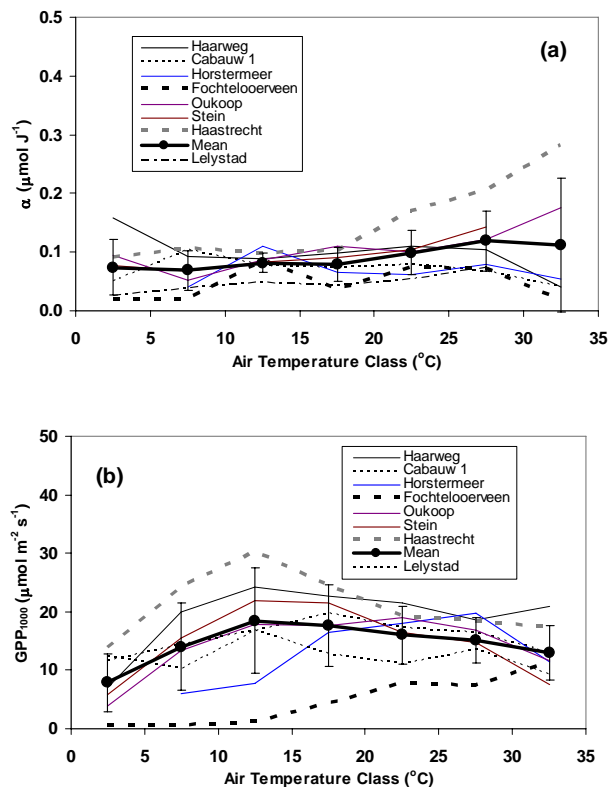 (a)
Haarweg
Cabauw 1
Horstermeer
Fochtelooerveen
Oukoop
Stein
Haastrecht
Mean
Lelystad
α (µmol J⁻¹)
0.5
0.4
0.3
0.2
0.1
0.0
0 5 10 15 20 25 30 35
Air Temperature Class (°C)
(b)
Haarweg
Cabauw 1
Horstermeer
Fochtelooerveen
Oukoop
Stein
Haastrecht
Mean
Lelystad
GPP₁₀₀₀ (µmol m⁻² s⁻¹)
50
40
30
20
10
0
0 5 10 15 20 25 30 35
Air Temperature Class (°C)